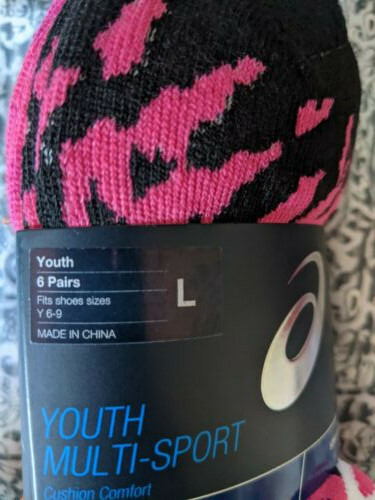 Youth
6 Pairs
Fits shoes sizes
Y 6-9
L
MADE IN CHINA
YOUTH
MULTI-SPORT
Cushion Comfort